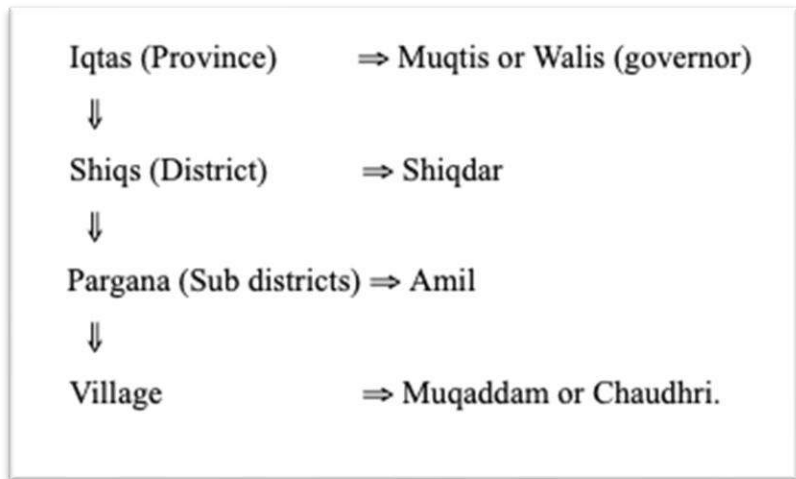 Iqtas (Province) ⇒ Muqtis or Walis (governor)
⇓
Shiqs (District) ⇒ Shiqdar
⇓
Pargana (Sub districts) ⇒ Amil
⇓
Village ⇒ Muqaddam or Chaudhri.